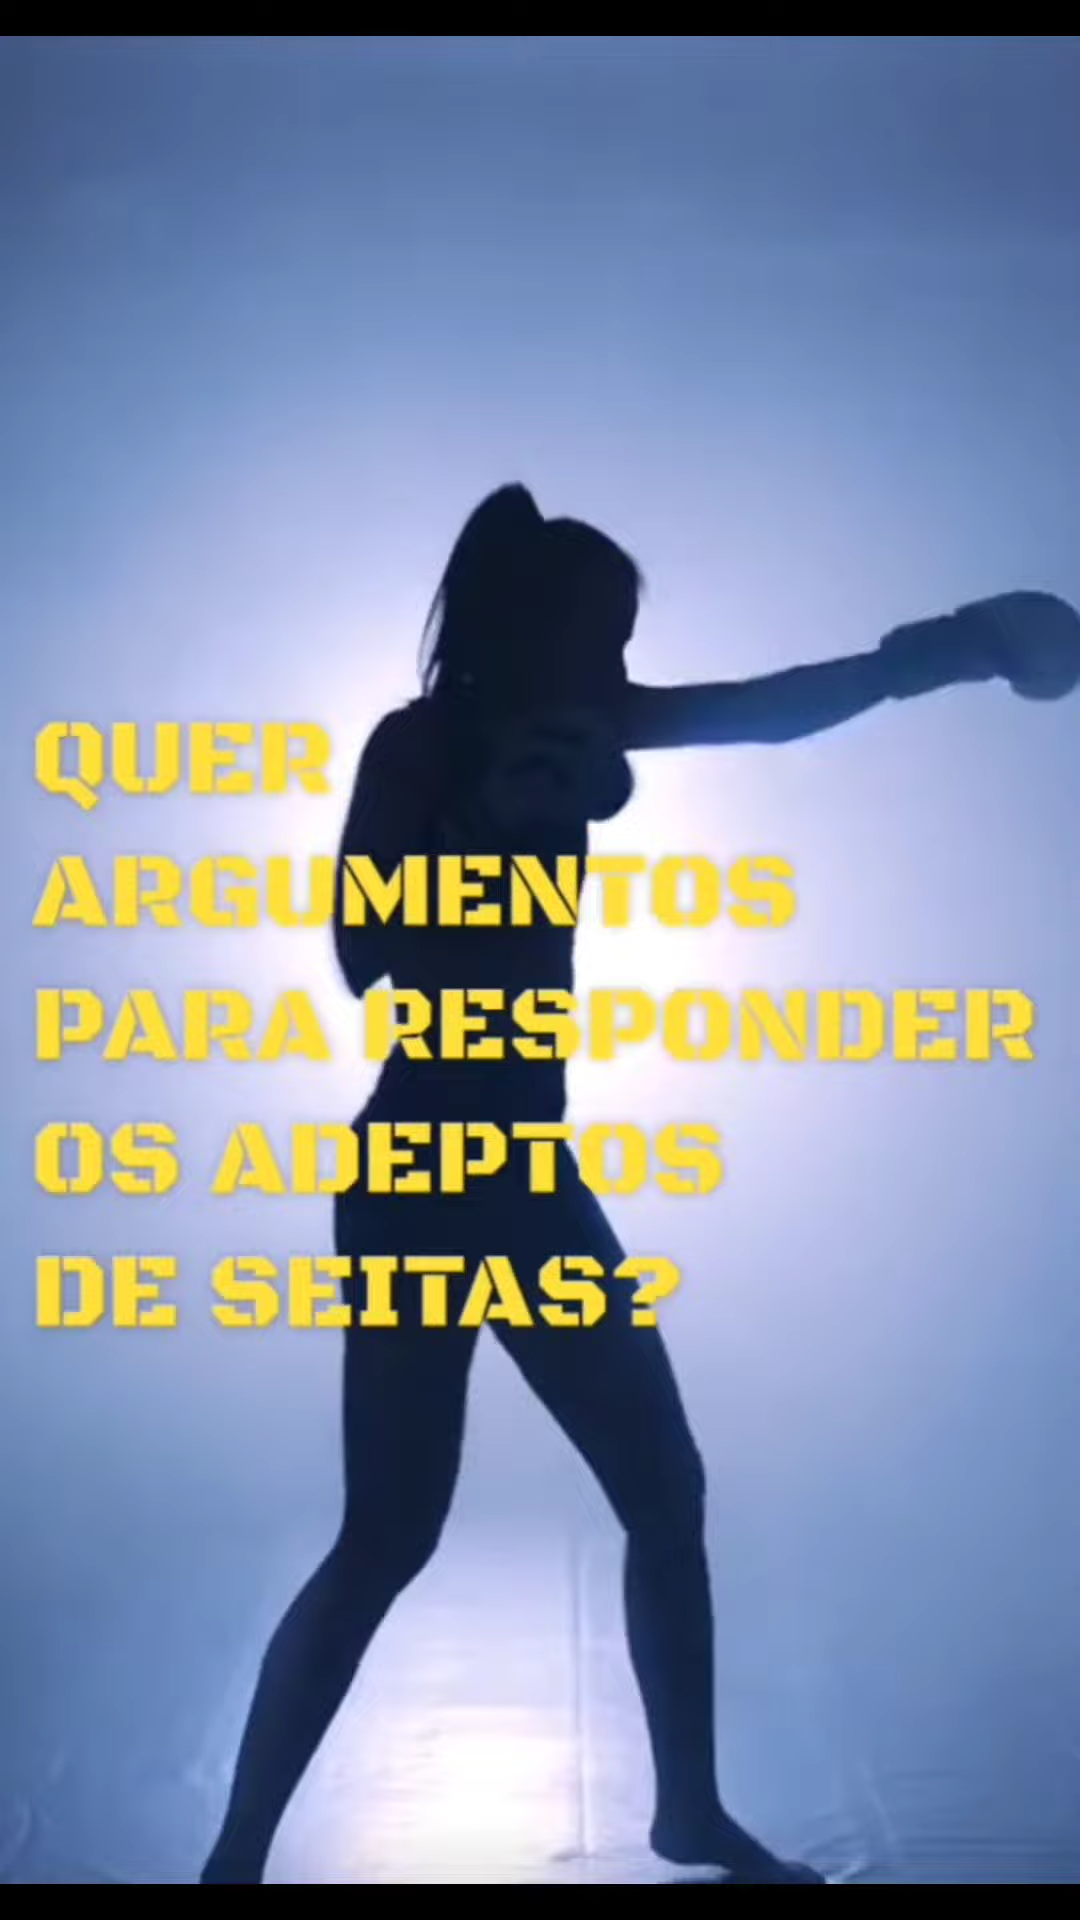 QUER
ARGUMENTOS
PARA RESPONDER
OS ADEPTOS
DE SEITAS?